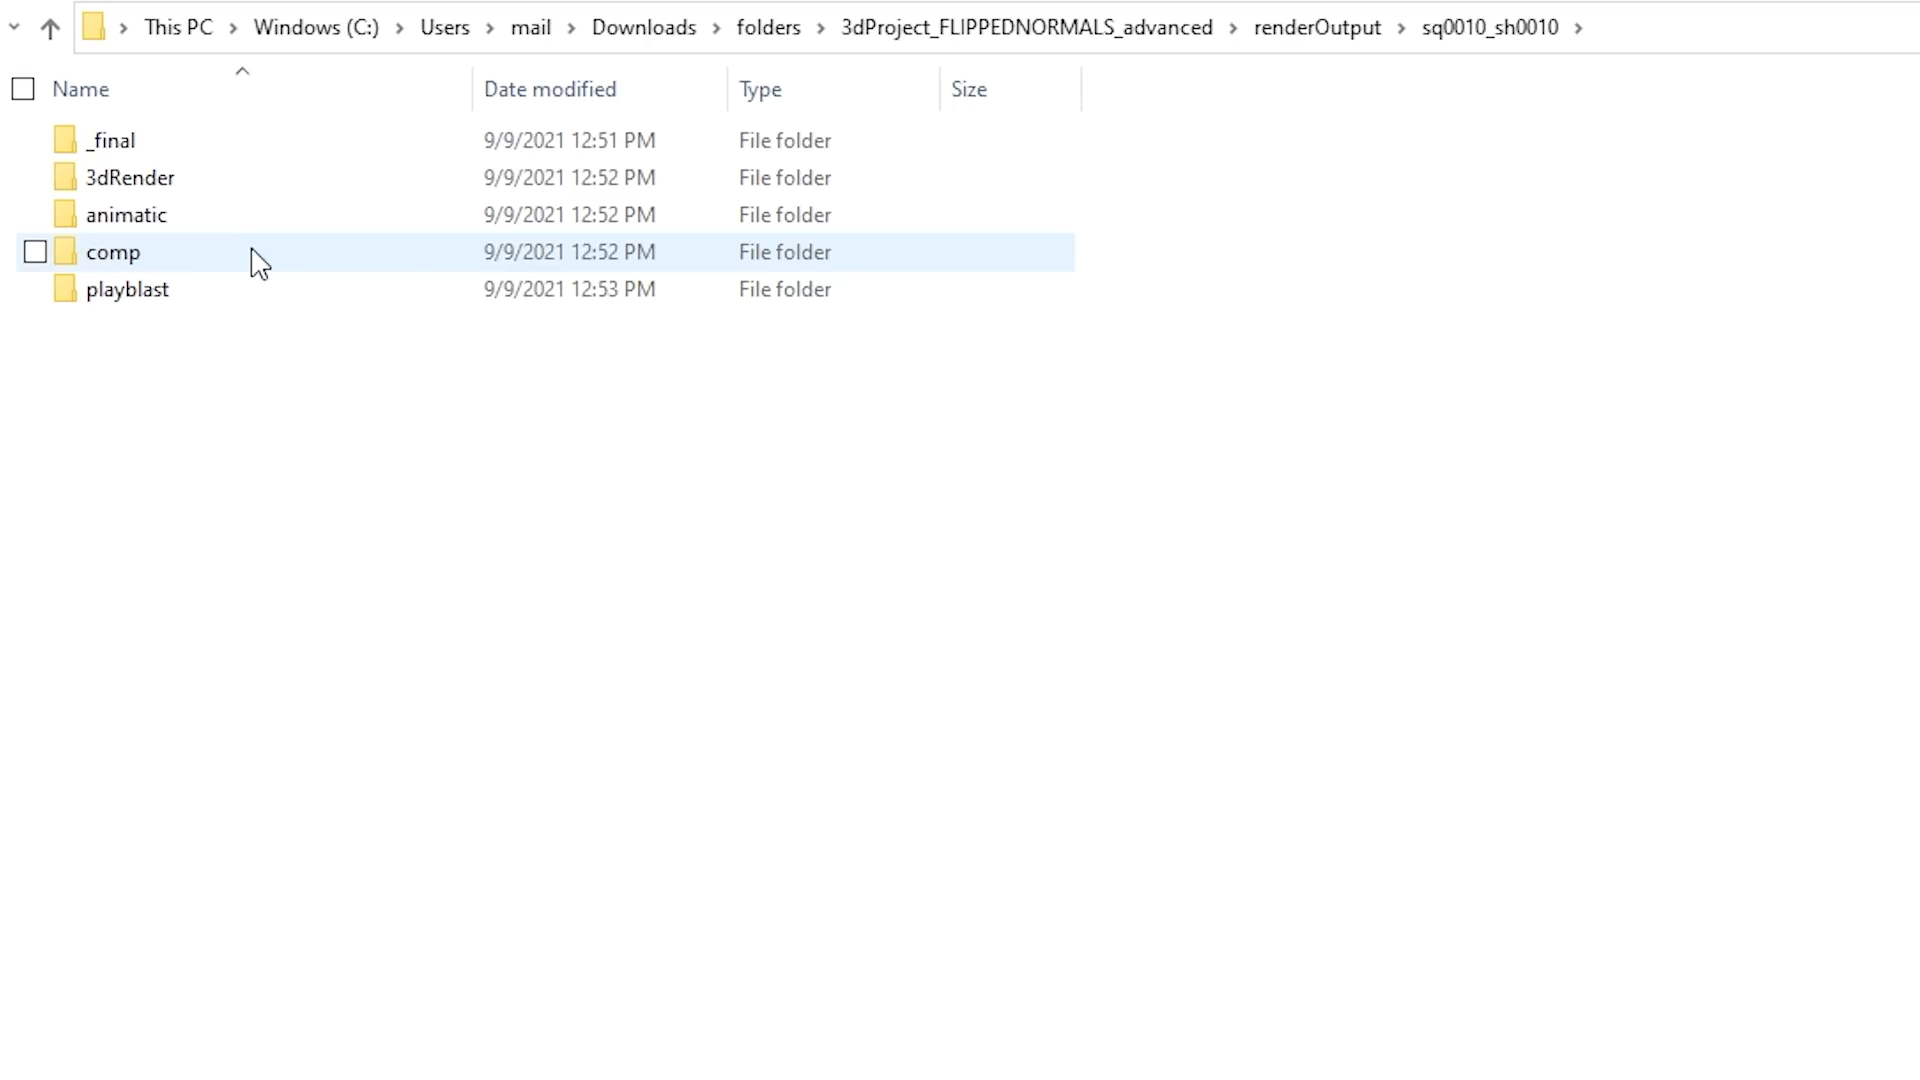 This PC Windows (C:) Users mail Downloads folders 3dProject_FLIPPEDNORMALS_advanced renderOutput sq0010_sh0010
Name Date modified Type Size
_final 9/9/2021 12:51 PM File folder
3dRender 9/9/2021 12:52 PM File folder
animatic 9/9/2021 12:52 PM File folder
comp 9/9/2021 12:52 PM File folder
playblast 9/9/2021 12:53 PM File folder